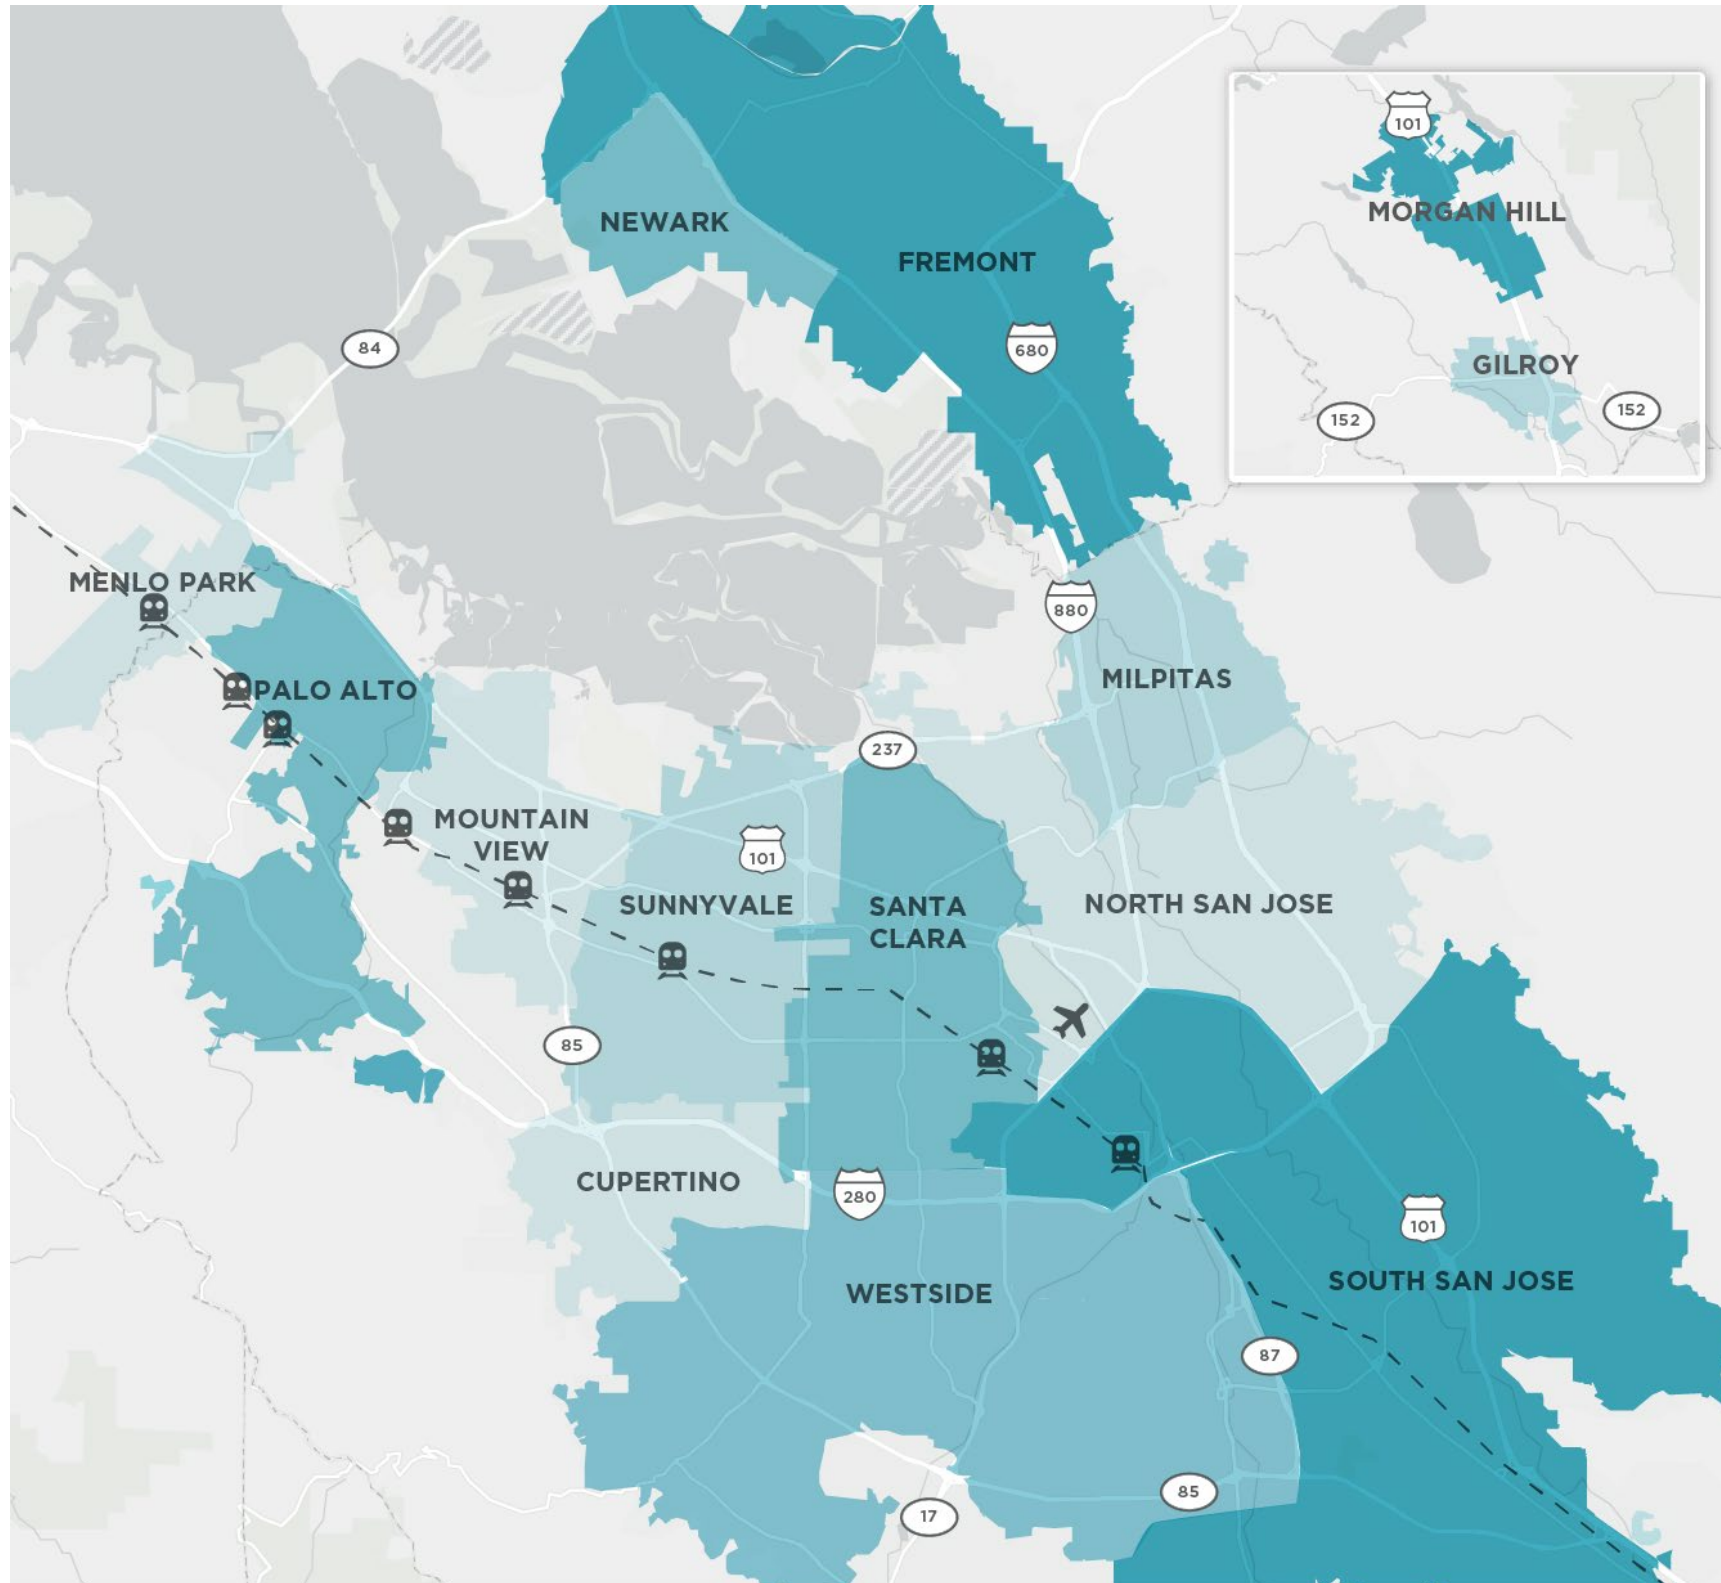 101
NEWARK
MORGAN HILL
FREMONT
84
680
GILROY
152
152
MENLO PARK
880
PALO ALTO
MILPITAS
237
MOUNTAIN
VIEW
101
SUNNYVALE
SANTA
CLARA
NORTH SAN JOSE
85
CUPERTINO
280
101
WESTSIDE
SOUTH SAN JOSE
87
85
17